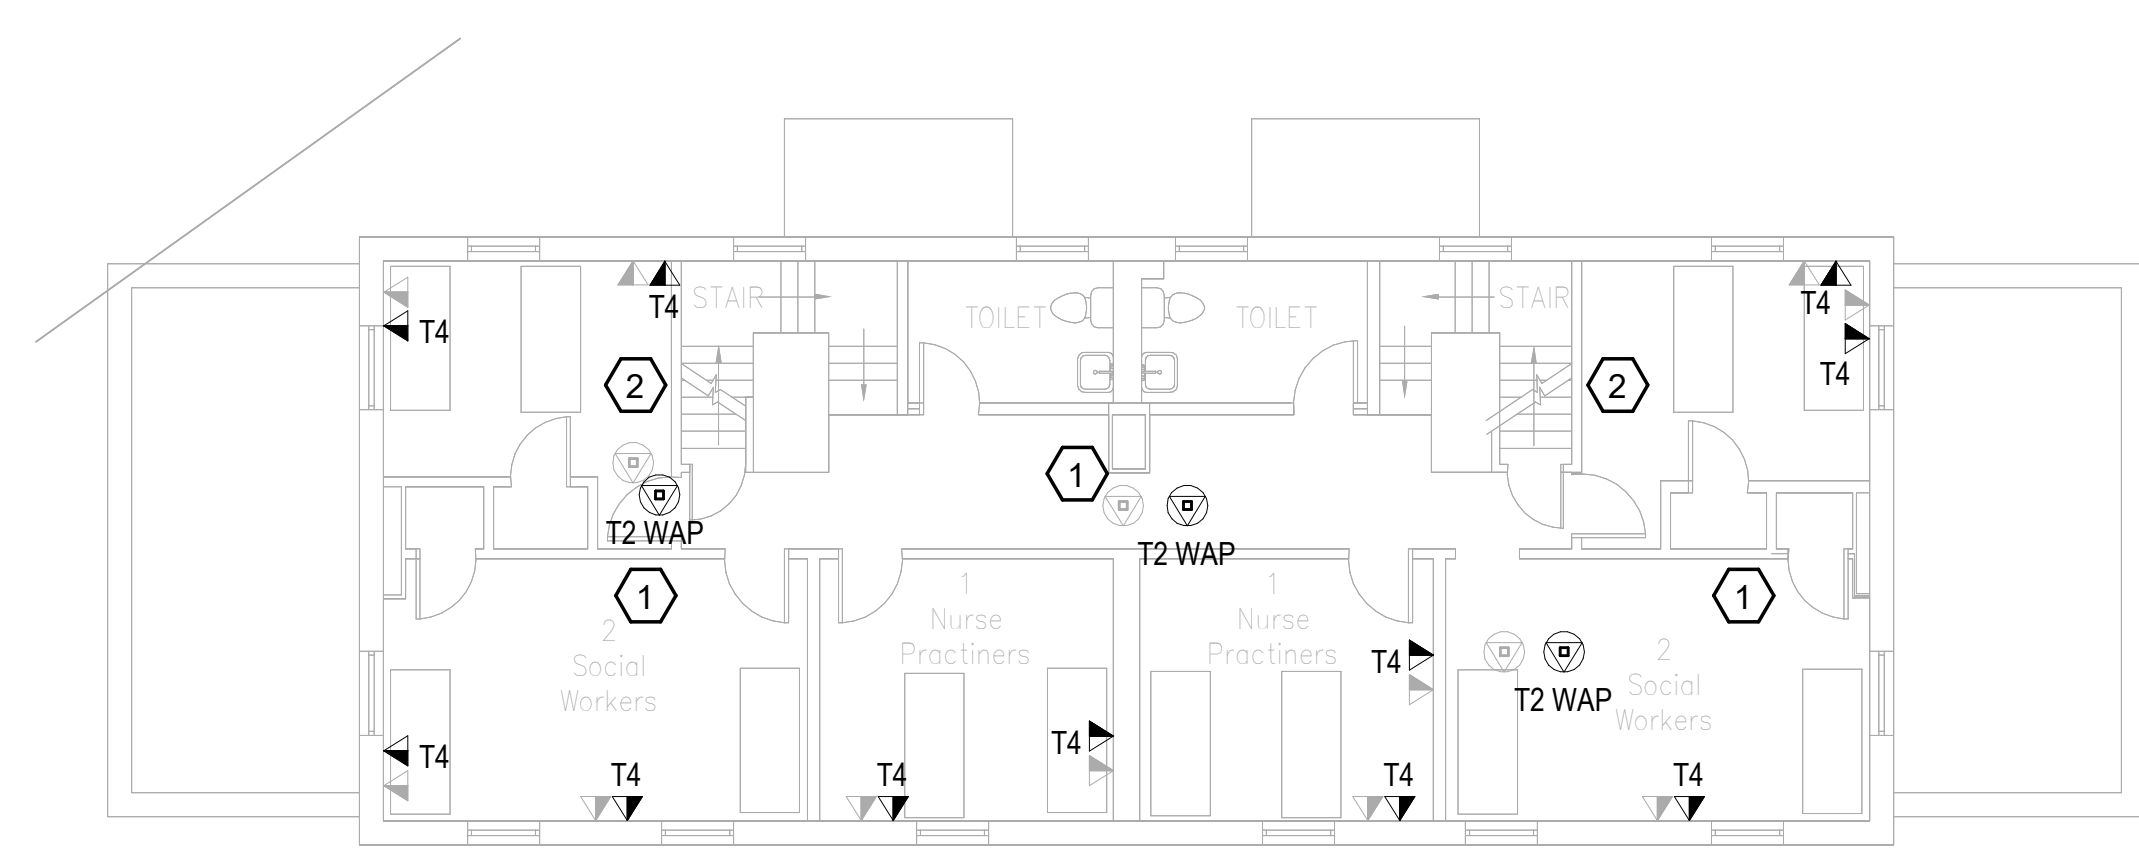 T4
STAIR
STAIR
T4
T4
TOILET
TOILET
T4
T4
2
2
1
T2 WAP
T2 WAP
1
1
1
Nurse
Practiners
1
Nurse
Practiners
2
Social
Workers
2
Social
Workers
T4
T2 WAP
T4
T4
T4
T4
T4
T4